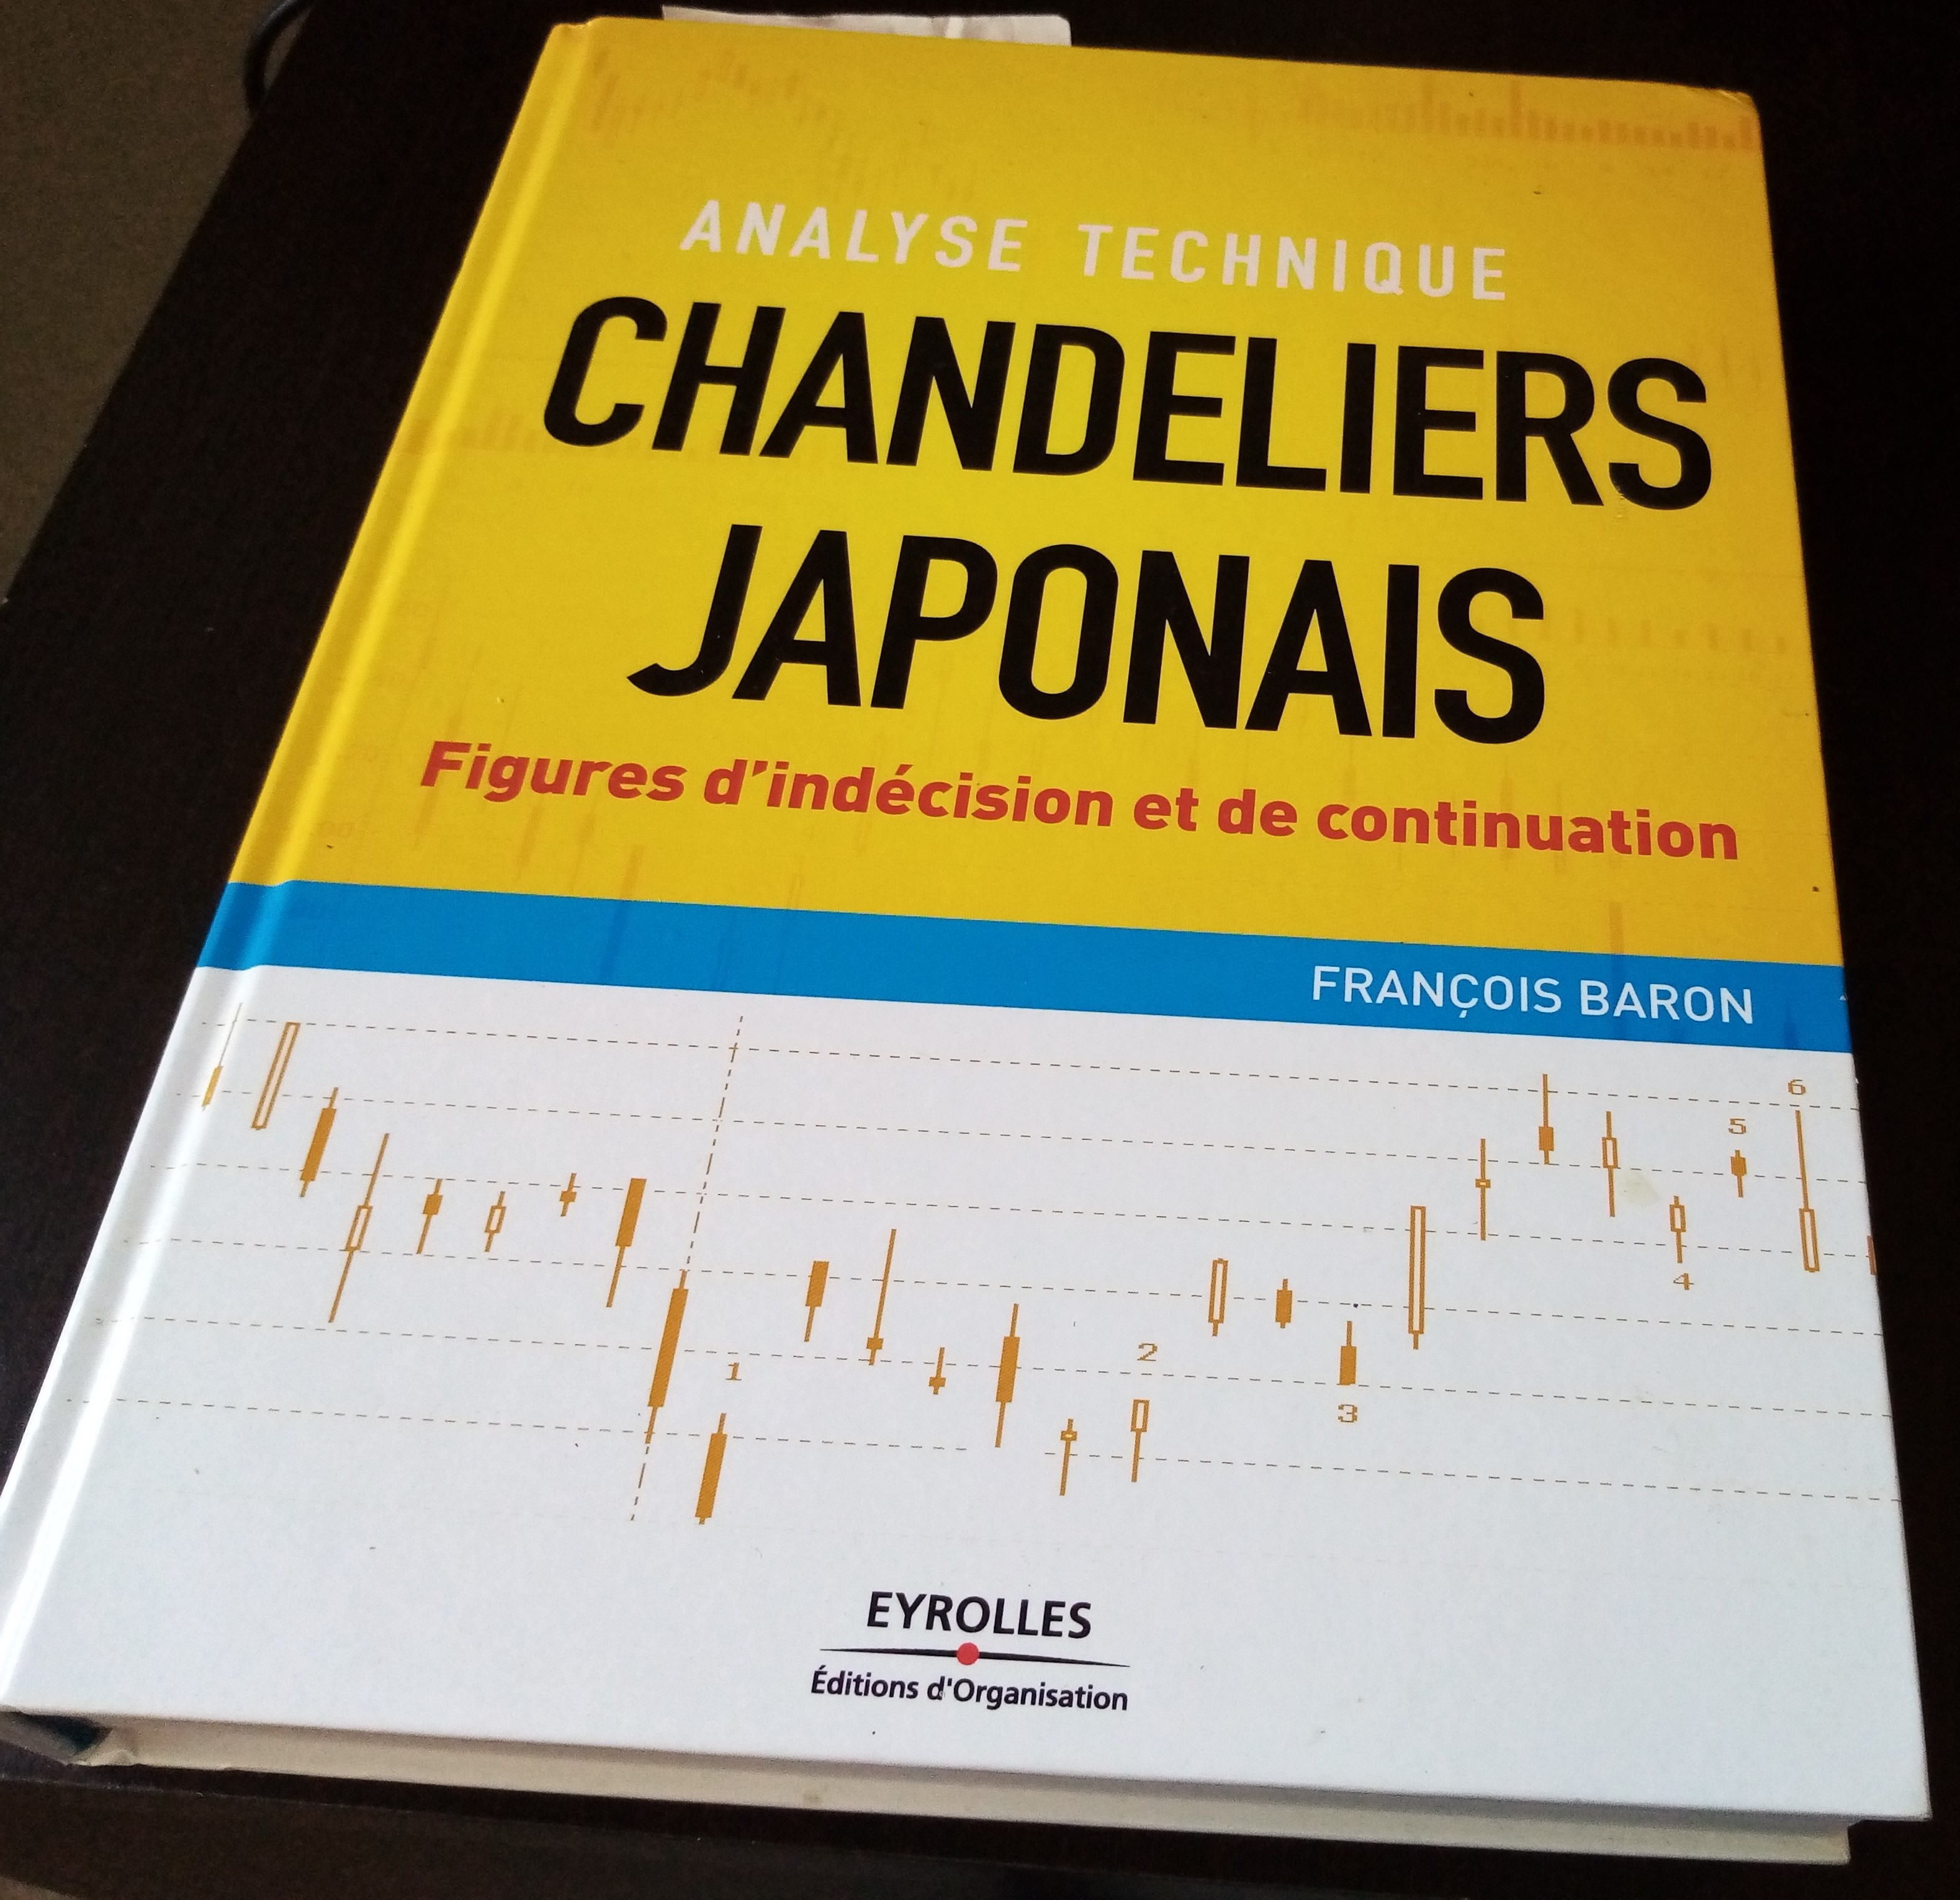 ANALYSE TECHNIQUE
CHANDELIERS
JAPONAIS
Figures d'indécision et de continuation
FRANÇOIS BARON
6
5
4
2
1
3
EYROLLES
Éditions d'Organisation